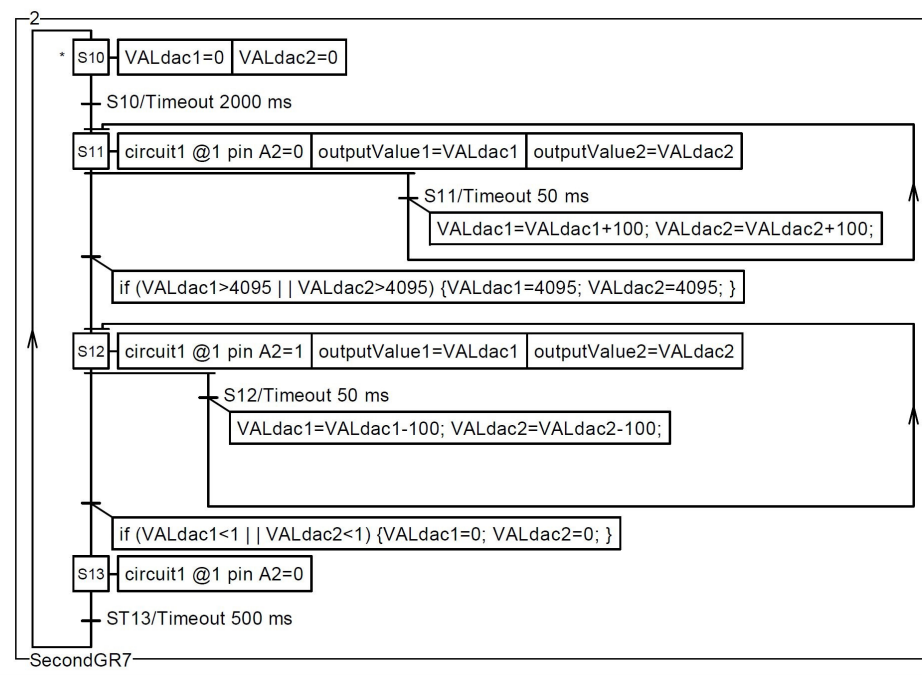 2
* S10 VALdac1=0 VALdac2=0
S10/Timeout 2000 ms
S11 circuit1 @1 pin A2=0 outputValue1=VALdac1 outputValue2=VALdac2
S11/Timeout 50 ms
VALdac1=VALdac1+100; VALdac2=VALdac2+100;
if (VALdac1>4095 | | VALdac2>4095) {VALdac1=4095; VALdac2=4095; }
S12 circuit1 @1 pin A2=1 outputValue1=VALdac1 outputValue2=VALdac2
S12/Timeout 50 ms
VALdac1=VALdac1-100; VALdac2=VALdac2-100;
if (VALdac1<1 | | VALdac2<1) {VALdac1=0; VALdac2=0; }
S13 circuit1 @1 pin A2=0
ST13/Timeout 500 ms
SecondGR7